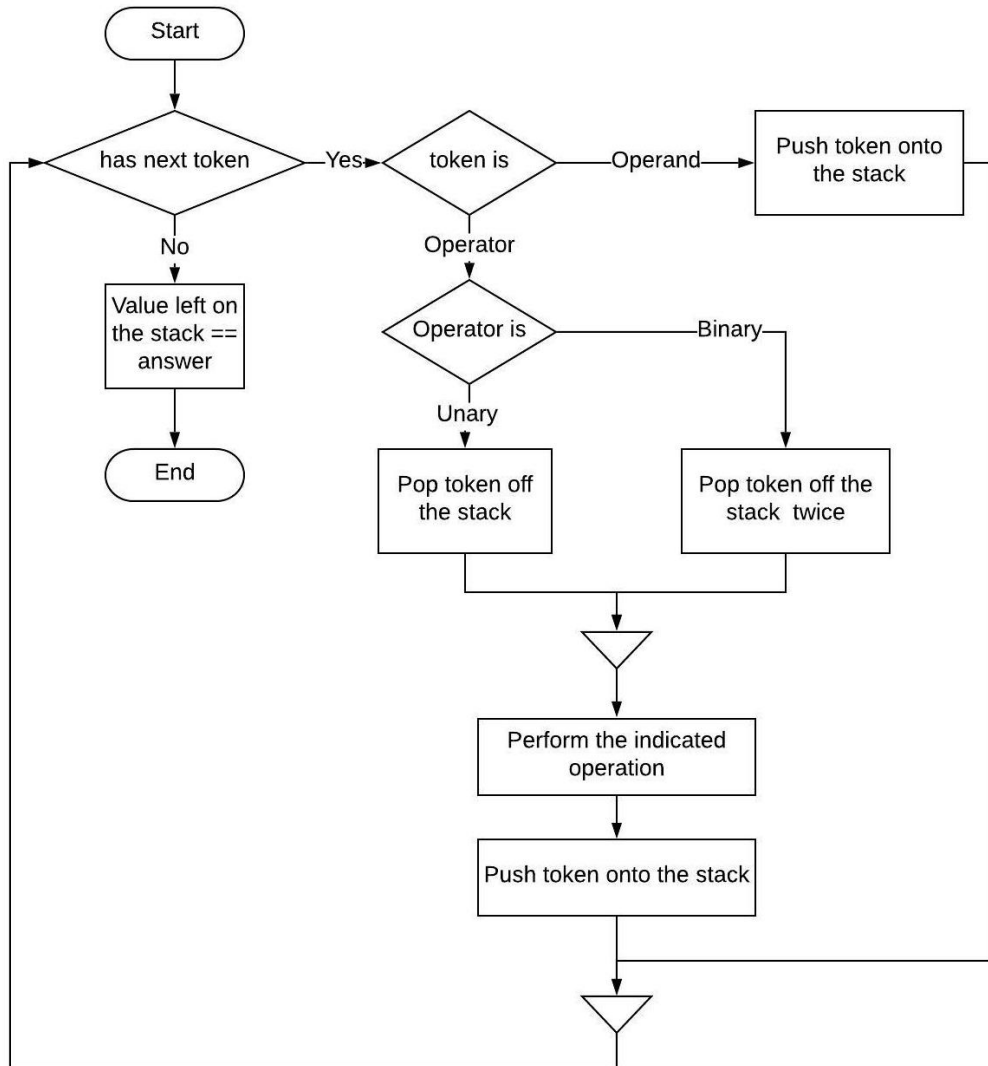 Start
has next token
Yes
token is
Operand
Push token onto
the stack
No
Operator
Value left on
the stack ==
answer
Operator is
Binary
Unary
End
Pop token off
the stack
Pop token off the
stack twice
Perform the indicated
operation
Push token onto the stack